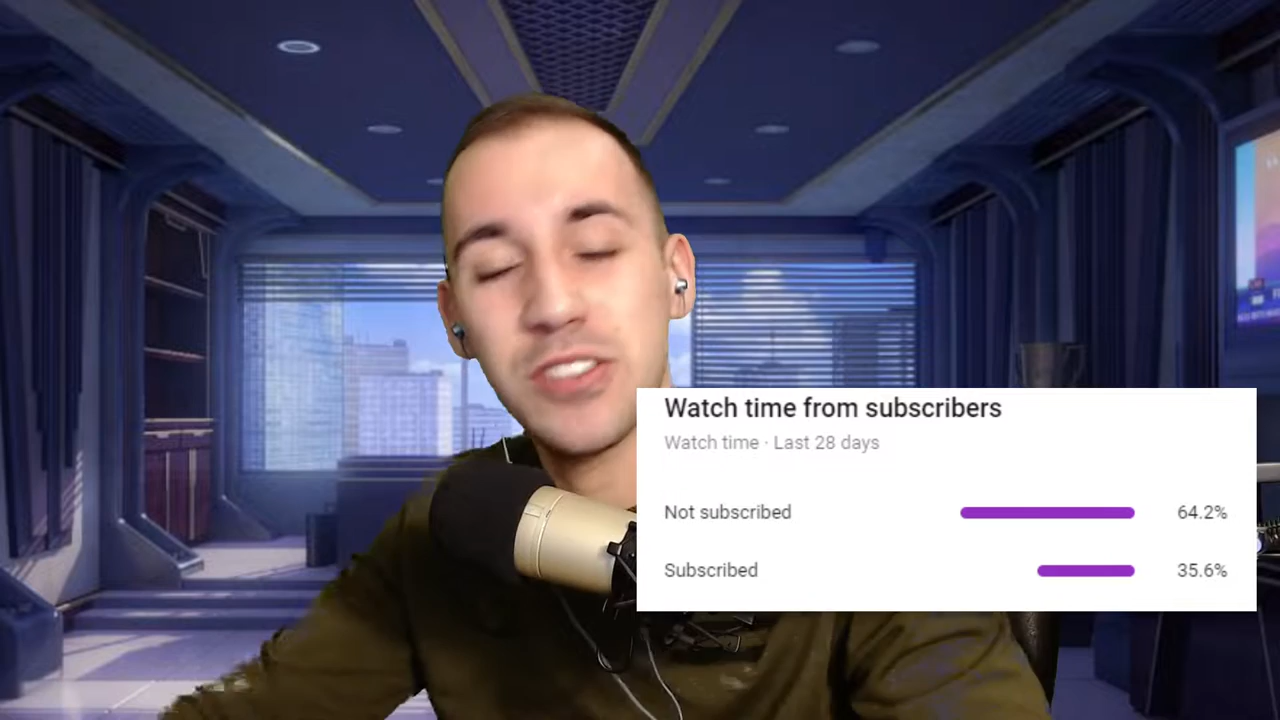 Watch time from subscribers
Watch time · Last 28 days
Not subscribed 64.2%
Subscribed 35.6%